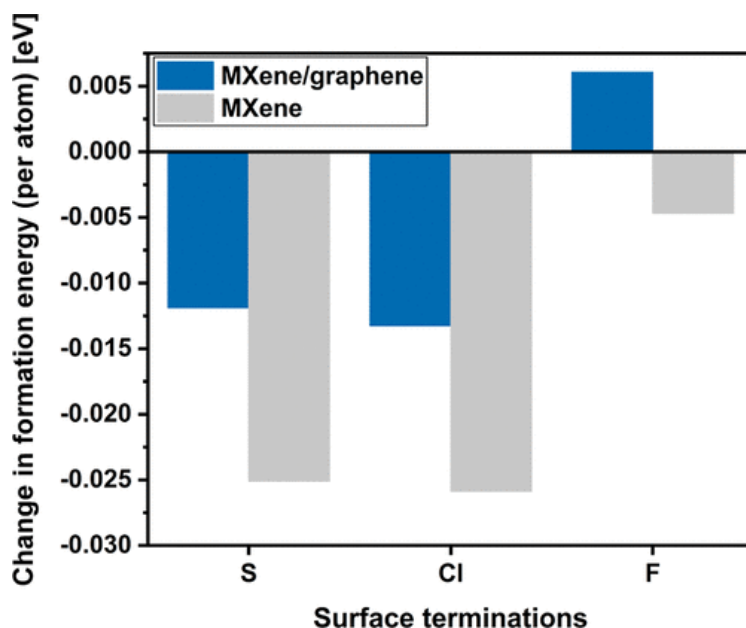 Change in formation energy (per atom) [eV]
MXene/graphene
MXene
0.005
0.000
-0.005
-0.010
-0.015
-0.020
-0.025
-0.030
S Cl F
Surface terminations